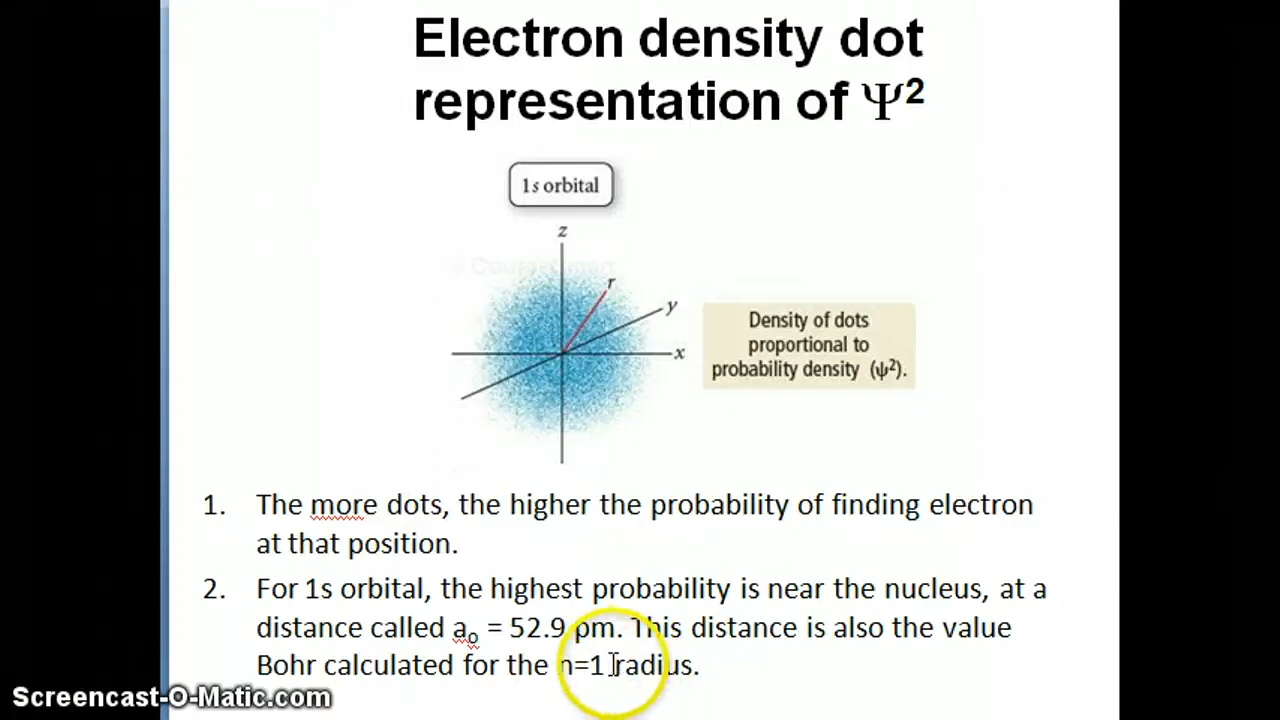 Electron density dot
representation of Ψ²
1s orbital
z
r
y
x
Density of dots
proportional to
probability density (ψ²).
1. The more dots, the higher the probability of finding electron
at that position.
2. For 1s orbital, the highest probability is near the nucleus, at a
distance called aₒ = 52.9 pm. This distance is also the value
Bohr calculated for the n=1 radius.
Screencast-O-Matic.com